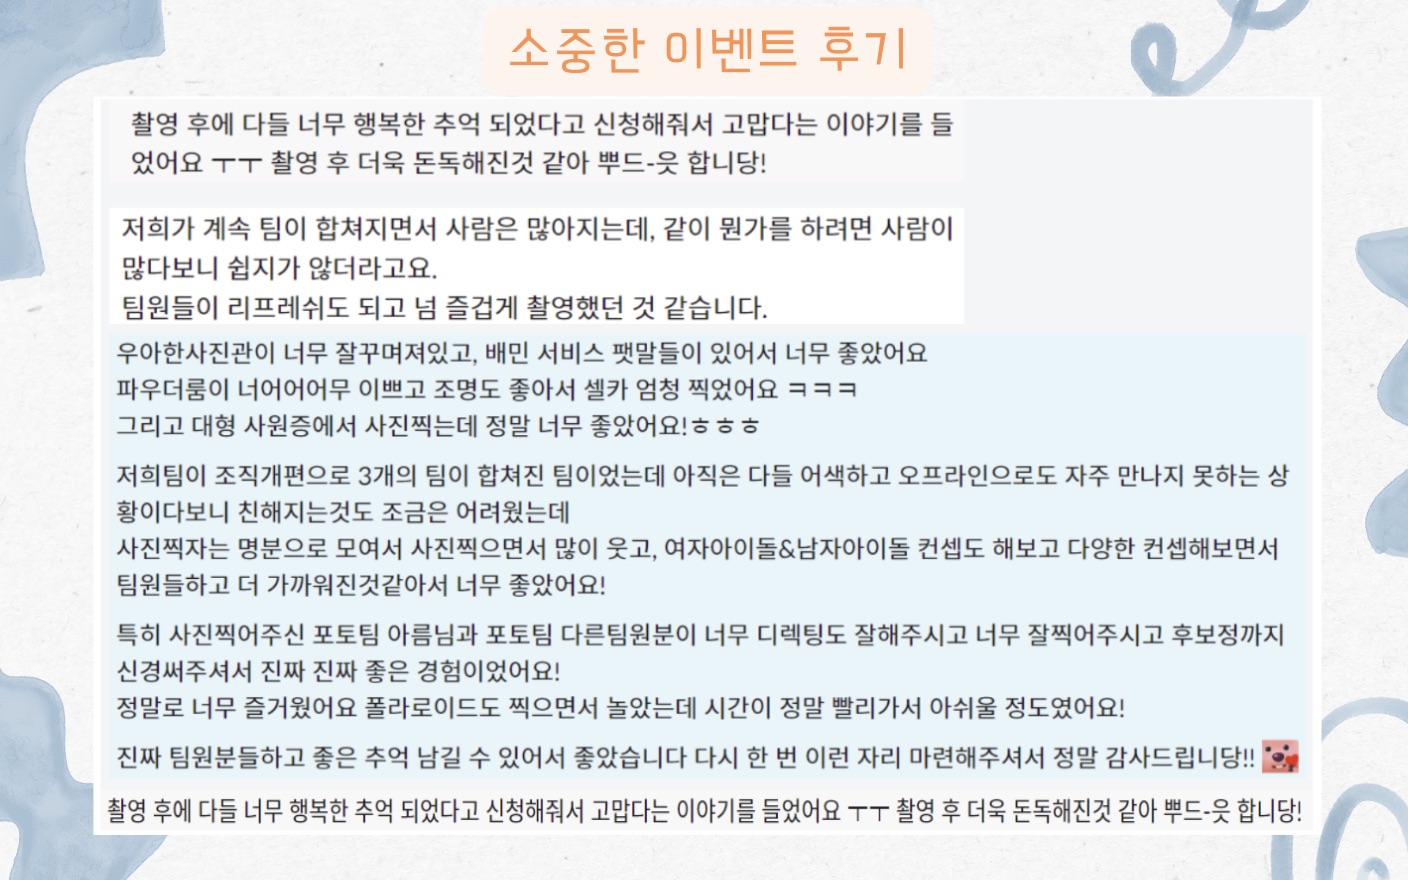 소중한 이벤트 후기
촬영 후에 다들 너무 행복한 추억 되었다고 신청해줘서 고맙다는 이야기를 들
었어요 ㅜㅜ 촬영 후 더욱 돈독해진것 같아 뿌드-읏 합니당!
저희가 계속 팀이 합쳐지면서 사람은 많아지는데, 같이 뭔가를 하려면 사람이
많다보니 쉽지가 않더라고요.
팀원들이 리프레쉬도 되고 넘 즐겁게 촬영했던 것 같습니다.
우아한사진관이 너무 잘꾸며져있고, 배민 서비스 팻말들이 있어서 너무 좋았어요
파우더룸이 너어어어무 이쁘고 조명도 좋아서 셀카 엄청 찍었어요 ㅋㅋㅋ
그리고 대형 사원증에서 사진찍는데 정말 너무 좋았어요!ㅎㅎㅎ
저희팀이 조직개편으로 3개의 팀이 합쳐진 팀이었는데 아직은 다들 어색하고 오프라인으로도 자주 만나지 못하는 상
황이다보니 친해지는것도 조금은 어려웠는데
사진찍자는 명분으로 모여서 사진찍으면서 많이 웃고, 여자아이돌&남자아이돌 컨셉도 해보고 다양한 컨셉해보면서
팀원들하고 더 가까워진것같아서 너무 좋았어요!
특히 사진찍어주신 포토팀 아름님과 포토팀 다른팀원분이 너무 디렉팅도 잘해주시고 너무 잘찍어주시고 후보정까지
신경써주셔서 진짜 진짜 좋은 경험이었어요!
정말로 너무 즐거웠어요 폴라로이드도 찍으면서 놀았는데 시간이 정말 빨리가서 아쉬울 정도였어요!
진짜 팀원분들하고 좋은 추억 남길 수 있어서 좋았습니다 다시 한 번 이런 자리 마련해주셔서 정말 감사드립니당!!
촬영 후에 다들 너무 행복한 추억 되었다고 신청해줘서 고맙다는 이야기를 들었어요 ㅜㅜ 촬영 후 더욱 돈독해진것 같아 뿌드-읏 합니당!